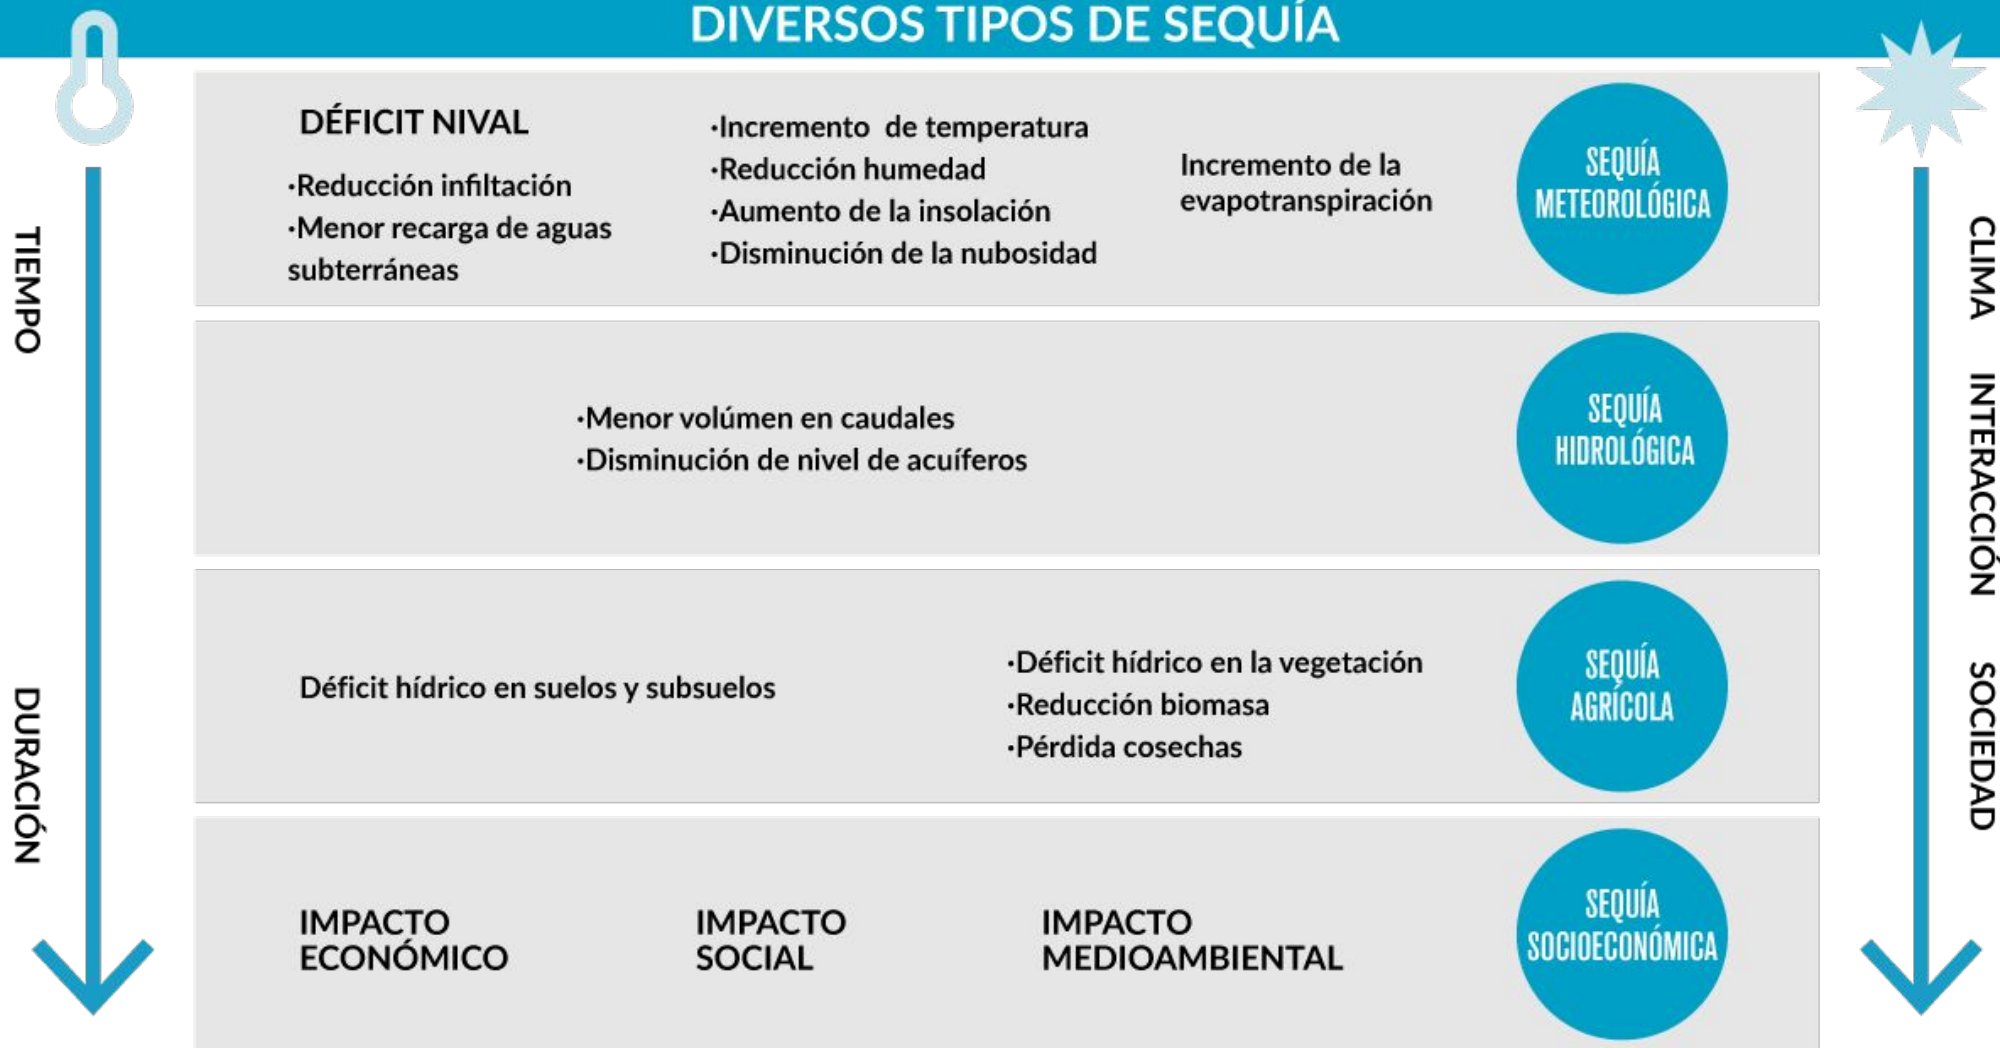 DIVERSOS TIPOS DE SEQUÍA
TIEMPO
DURACIÓN
DÉFICIT NIVAL
·Reducción infiltación
·Menor recarga de aguas
subterráneas
·Incremento de temperatura
·Reducción humedad
·Aumento de la insolación
·Disminución de la nubosidad
Incremento de la
evapotranspiración
SEQUÍA
METEOROLÓGICA
·Menor volúmen en caudales
·Disminución de nivel de acuíferos
SEQUÍA
HIDROLÓGICA
Déficit hídrico en suelos y subsuelos
·Déficit hídrico en la vegetación
·Reducción biomasa
·Pérdida cosechas
SEQUÍA
AGRÍCOLA
IMPACTO
ECONÓMICO
IMPACTO
SOCIAL
IMPACTO
MEDIOAMBIENTAL
SEQUÍA
SOCIOECONÓMICA
CLIMA INTERACCIÓN SOCIEDAD